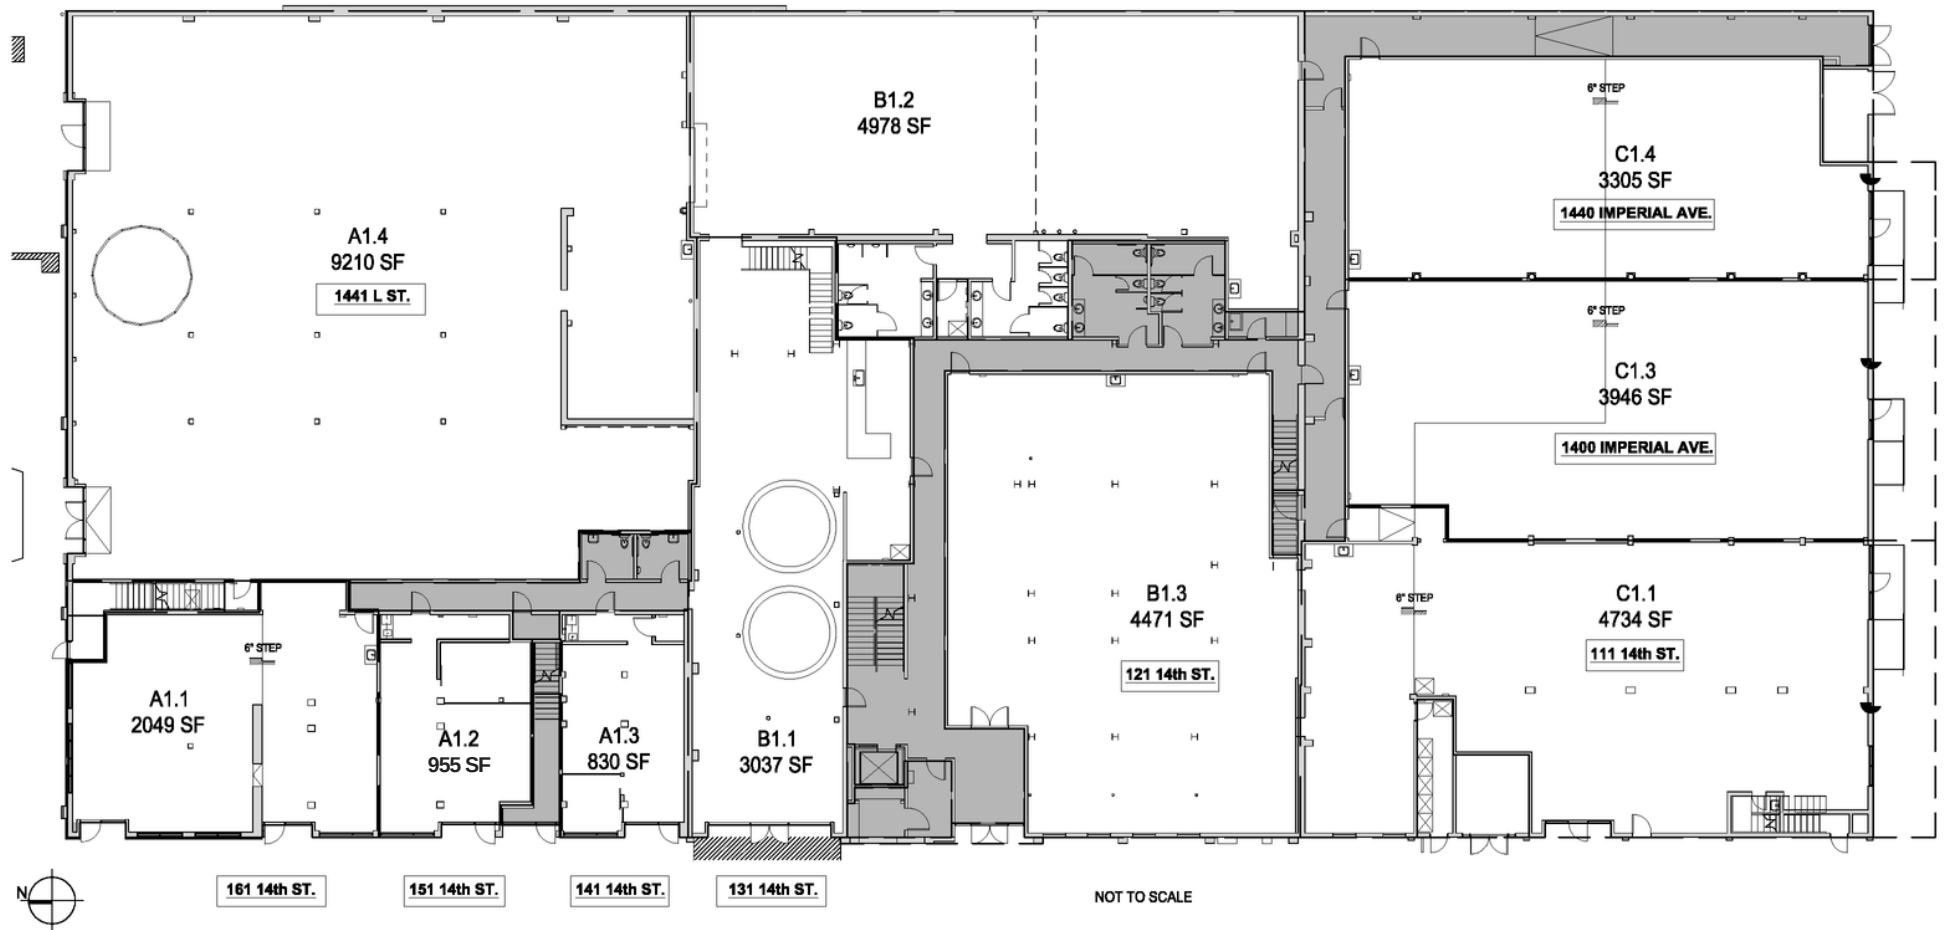 B1.2
4978 SF
6" STEP
C1.4
3305 SF
1440 IMPERIAL AVE.
A1.4
9210 SF
1441 L ST.
6" STEP
C1.3
3946 SF
1400 IMPERIAL AVE.
6" STEP
A1.1
2049 SF
A1.2
955 SF
A1.3
830 SF
B1.1
3037 SF
B1.3
4471 SF
121 14th ST.
6" STEP
C1.1
4734 SF
111 14th ST.
N
161 14th ST.
151 14th ST.
141 14th ST.
131 14th ST.
NOT TO SCALE